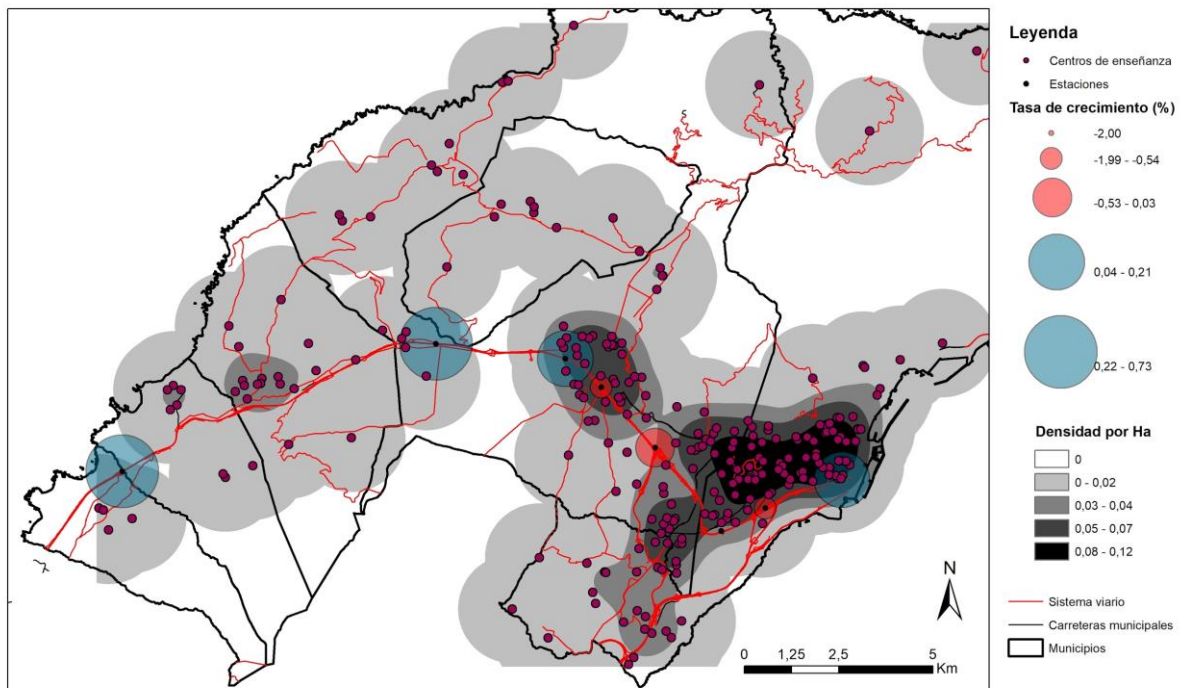 Leyenda
Centros de enseñanza
Estaciones
Tasa de crecimiento (%)
-2,00
-1,99 - -0,54
-0,53 - 0,03
0,04 - 0,21
0,22 - 0,73
Densidad por Ha
0
0 - 0,02
0,03 - 0,04
0,05 - 0,07
0,08 - 0,12
Sistema viario
Carreteras municipales
Municipios
N
0 1,25 2,5 5
Km